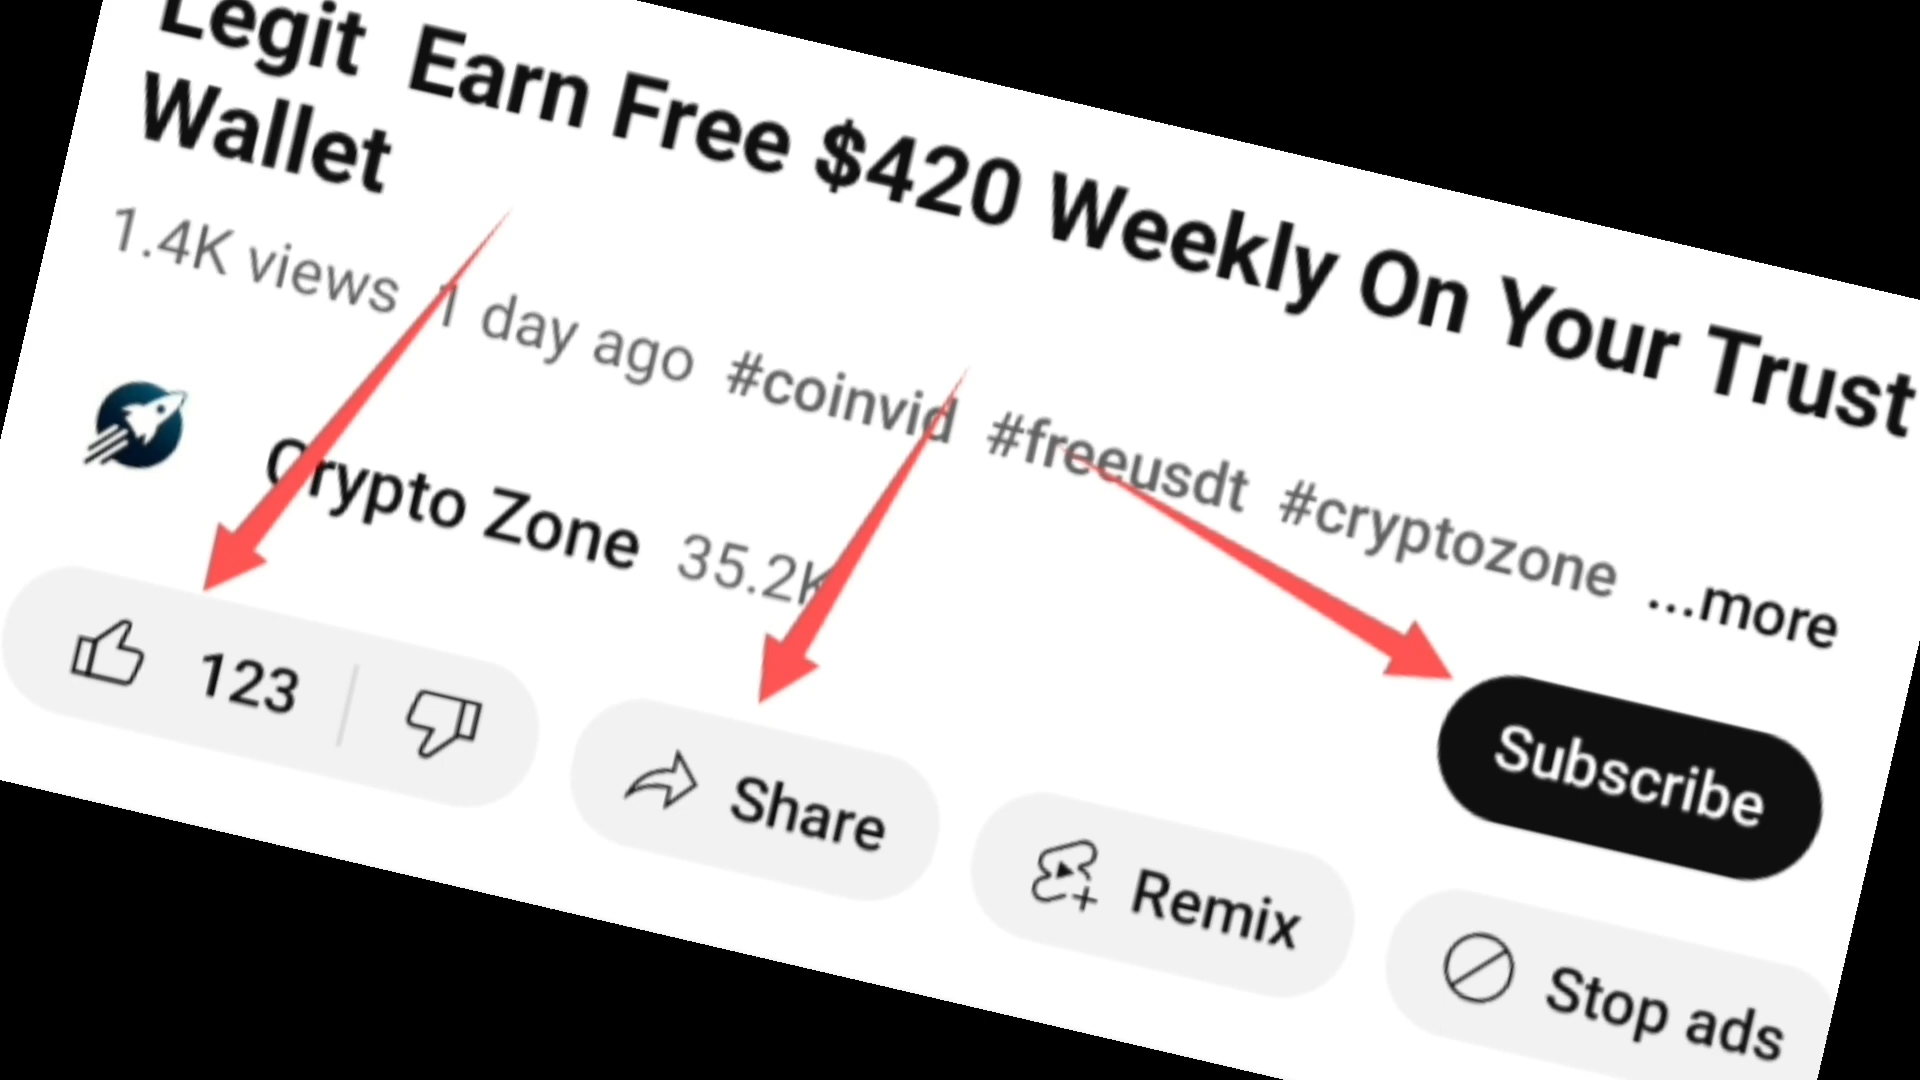 Legit Earn Free $420 Weekly On Your Trust
Wallet
1.4K views 1 day ago #coinvid #freeusdt #cryptozone ...more
Crypto Zone 35.2K
Subscribe
123
Share
Remix
Stop ads